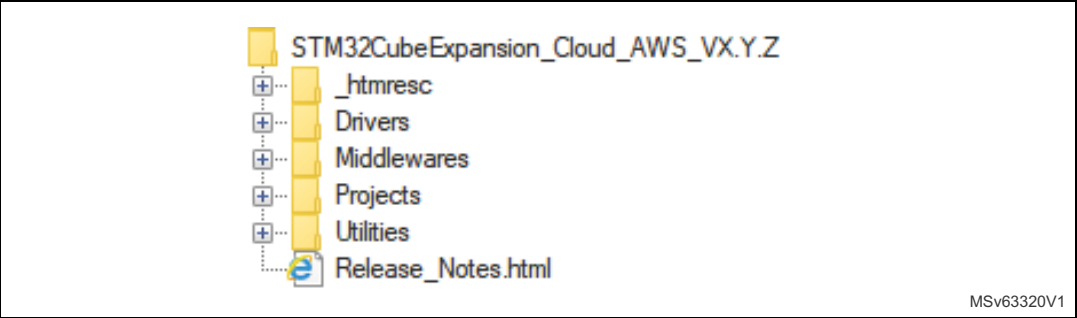 STM32CubeExpansion_Cloud_AWS_VX.Y.Z
_htmresc
Drivers
Middlewares
Projects
Utilities
Release_Notes.html
MSv63320V1